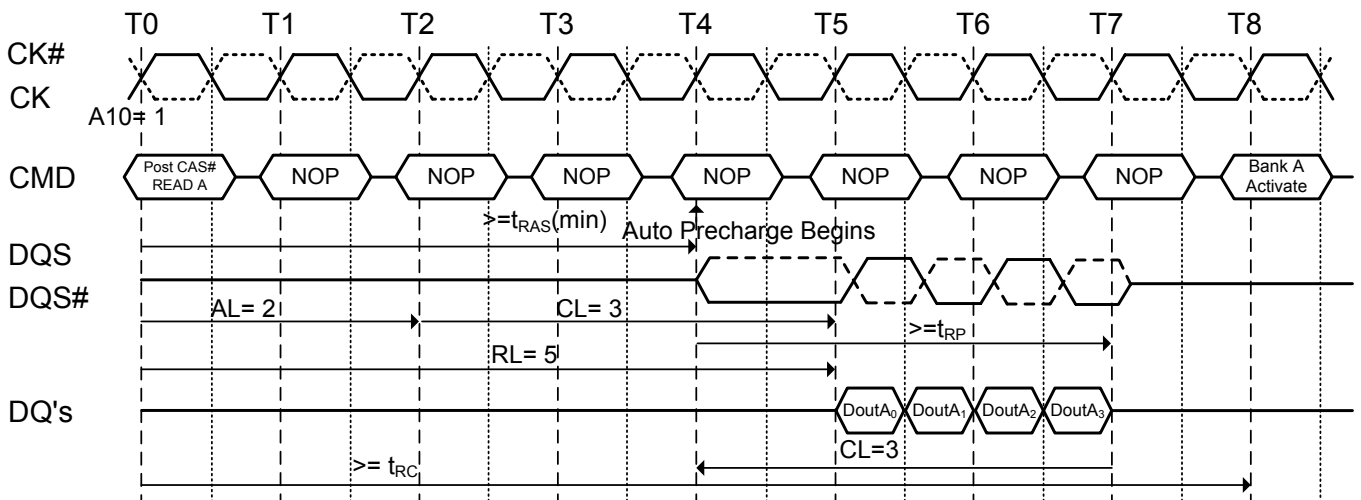 T0 T1 T2 T3 T4 T5 T6 T7 T8
CK#
CK
A10= 1
CMD
Post CAS#
READ A
NOP NOP NOP NOP NOP NOP NOP
Bank A
Activate
>=tRAS(min)
Auto Precharge Begins
DQS
DQS#
AL= 2
CL= 3
>=tRP
RL= 5
DQ's
DoutA0 DoutA1 DoutA2 DoutA3
CL=3
>= tRC